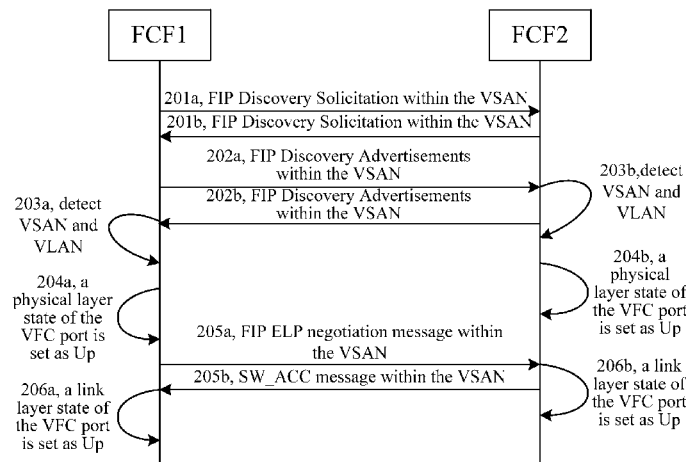 FCF1
FCF2
201a, FIP Discovery Solicitation within the VSAN
201b, FIP Discovery Solicitation within the VSAN
202a, FIP Discovery Advertisements
within the VSAN
203b,detect
VSAN and
VLAN
202b, FIP Discovery Advertisements
within the VSAN
203a, detect
VSAN and
VLAN
204b, a
physical
layer state of
the VFC port
is set as Up
204a, a
physical layer
state of the
VFC port is
set as Up
205a, FIP ELP negotiation message within
the VSAN
205b, SW_ACC message within the VSAN
206b, a link
layer state of
the VFC port
is set as Up
206a, a link
layer state of
the VFC port
is set as Up